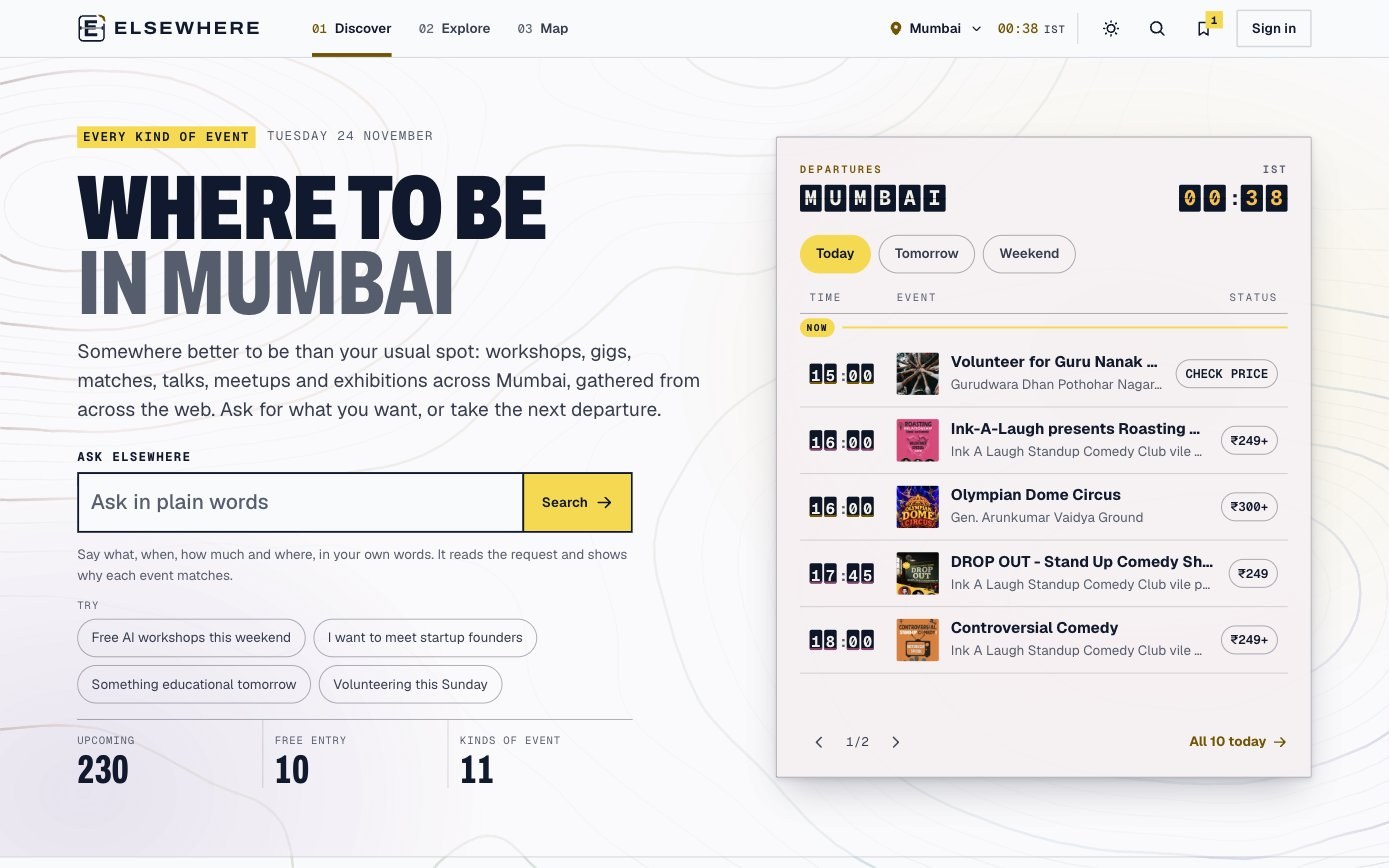 ELSEWHERE
01 Discover
02 Explore
03 Map
Mumbai
00:38 IST
1
Sign in
EVERY KIND OF EVENT
TUESDAY 24 NOVEMBER
WHERE TO BE
IN MUMBAI
Somewhere better to be than your usual spot: workshops, gigs,
matches, talks, meetups and exhibitions across Mumbai, gathered from
across the web. Ask for what you want, or take the next departure.
ASK ELSEWHERE
Ask in plain words
Search →
Say what, when, how much and where, in your own words. It reads the request and shows
why each event matches.
TRY
Free AI workshops this weekend
I want to meet startup founders
Something educational tomorrow
Volunteering this Sunday
UPCOMING
230
FREE ENTRY
10
KINDS OF EVENT
11
DEPARTURES
MUMBAI
IST
00:38
Today
Tomorrow
Weekend
TIME EVENT STATUS
NOW
15:00
Volunteer for Guru Nanak ...
Gurudwara Dhan Pothohar Nagar...
CHECK PRICE
16:00
ROASTING
Ink-A-Laugh presents Roasting ...
Ink A Laugh Standup Comedy Club vile ...
₹249+
16:00
OLYMPIAN
DOME
CIRCUS
Olympian Dome Circus
Gen. Arunkumar Vaidya Ground
₹300+
17:45
DROP
OUT
DROP OUT - Stand Up Comedy Sh...
Ink A Laugh Standup Comedy Club vile p...
₹249
18:00
CONTROVERSIAL
Controversial Comedy
Ink A Laugh Standup Comedy Club vile ...
₹249+
1/2
All 10 today →